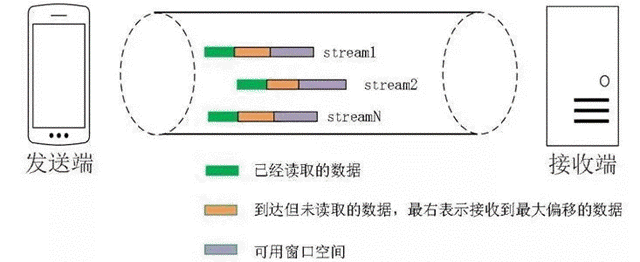 stream1
stream2
streamN
发送端
接收端
已经读取的数据
到达但未读取的数据，最右表示接收到最大偏移的数据
可用窗口空间